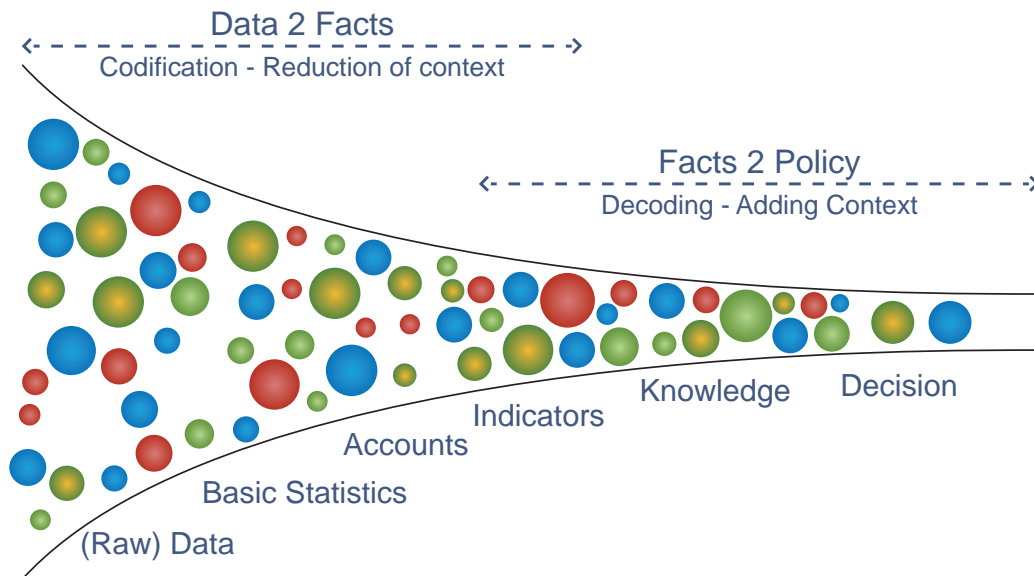 Data 2 Facts
Codification - Reduction of context
Facts 2 Policy
Decoding - Adding Context
Decision
Knowledge
Indicators
Accounts
Basic Statistics
(Raw) Data